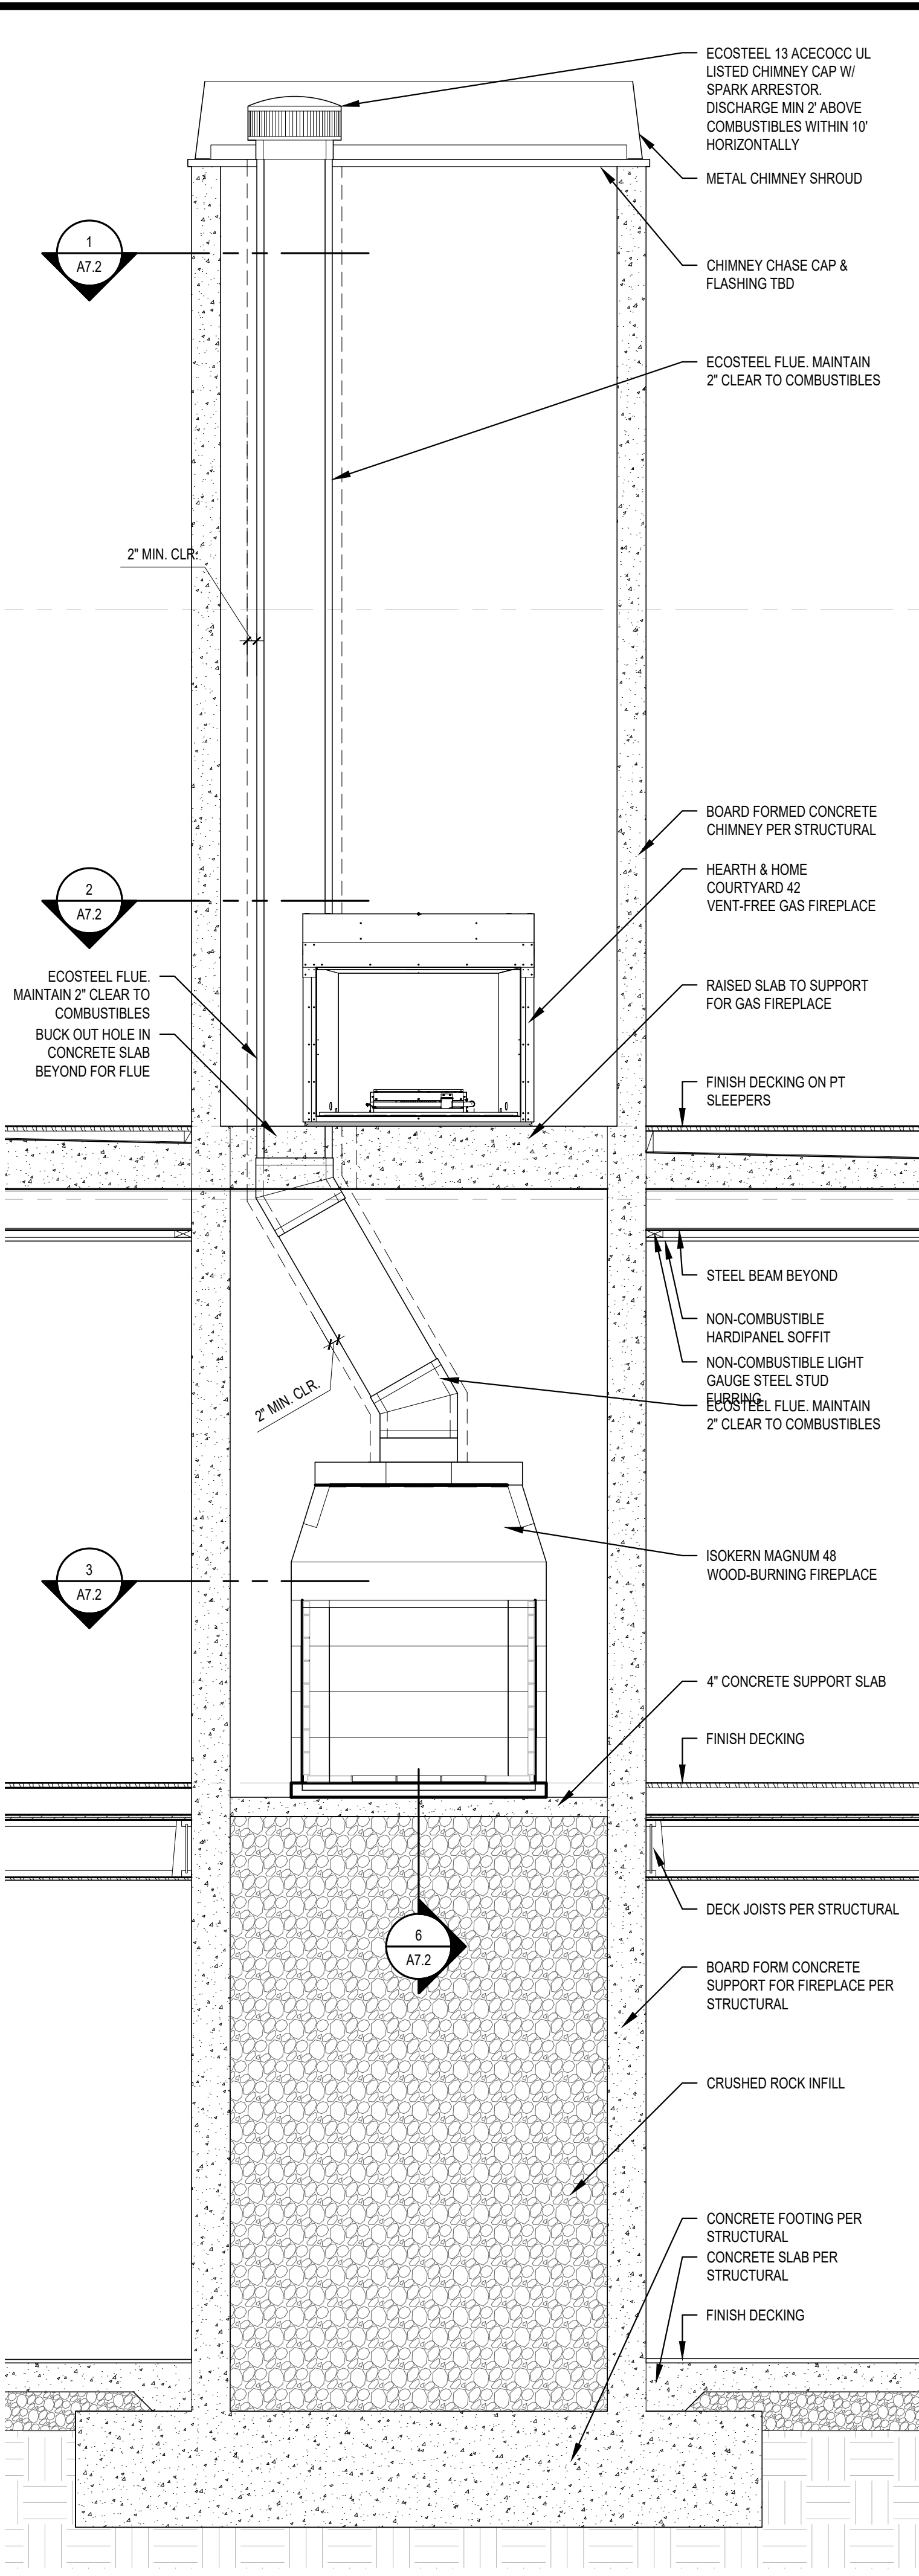 ECOSTEEL 13 ACECOCC UL
LISTED CHIMNEY CAP W/
SPARK ARRESTOR.
DISCHARGE MIN 2' ABOVE
COMBUSTIBLES WITHIN 10'
HORIZONTALLY
METAL CHIMNEY SHROUD
1
A7.2
CHIMNEY CHASE CAP &
FLASHING TBD
ECOSTEEL FLUE. MAINTAIN
2" CLEAR TO COMBUSTIBLES
2" MIN. CLR.
BOARD FORMED CONCRETE
CHIMNEY PER STRUCTURAL
HEARTH & HOME
COURTYARD 42
VENT-FREE GAS FIREPLACE
2
A7.2
ECOSTEEL FLUE.
MAINTAIN 2" CLEAR TO
COMBUSTIBLES
BUCK OUT HOLE IN
CONCRETE SLAB
BEYOND FOR FLUE
RAISED SLAB TO SUPPORT
FOR GAS FIREPLACE
FINISH DECKING ON PT
SLEEPERS
STEEL BEAM BEYOND
NON-COMBUSTIBLE
HARDIPANEL SOFFIT
NON-COMBUSTIBLE LIGHT
GAUGE STEEL STUD
FURRING
ECOSTEEL FLUE. MAINTAIN
2" CLEAR TO COMBUSTIBLES
2" MIN. CLR.
ISOKERN MAGNUM 48
WOOD-BURNING FIREPLACE
3
A7.2
4" CONCRETE SUPPORT SLAB
FINISH DECKING
DECK JOISTS PER STRUCTURAL
6
A7.2
BOARD FORM CONCRETE
SUPPORT FOR FIREPLACE PER
STRUCTURAL
CRUSHED ROCK INFILL
CONCRETE FOOTING PER
STRUCTURAL
CONCRETE SLAB PER
STRUCTURAL
FINISH DECKING